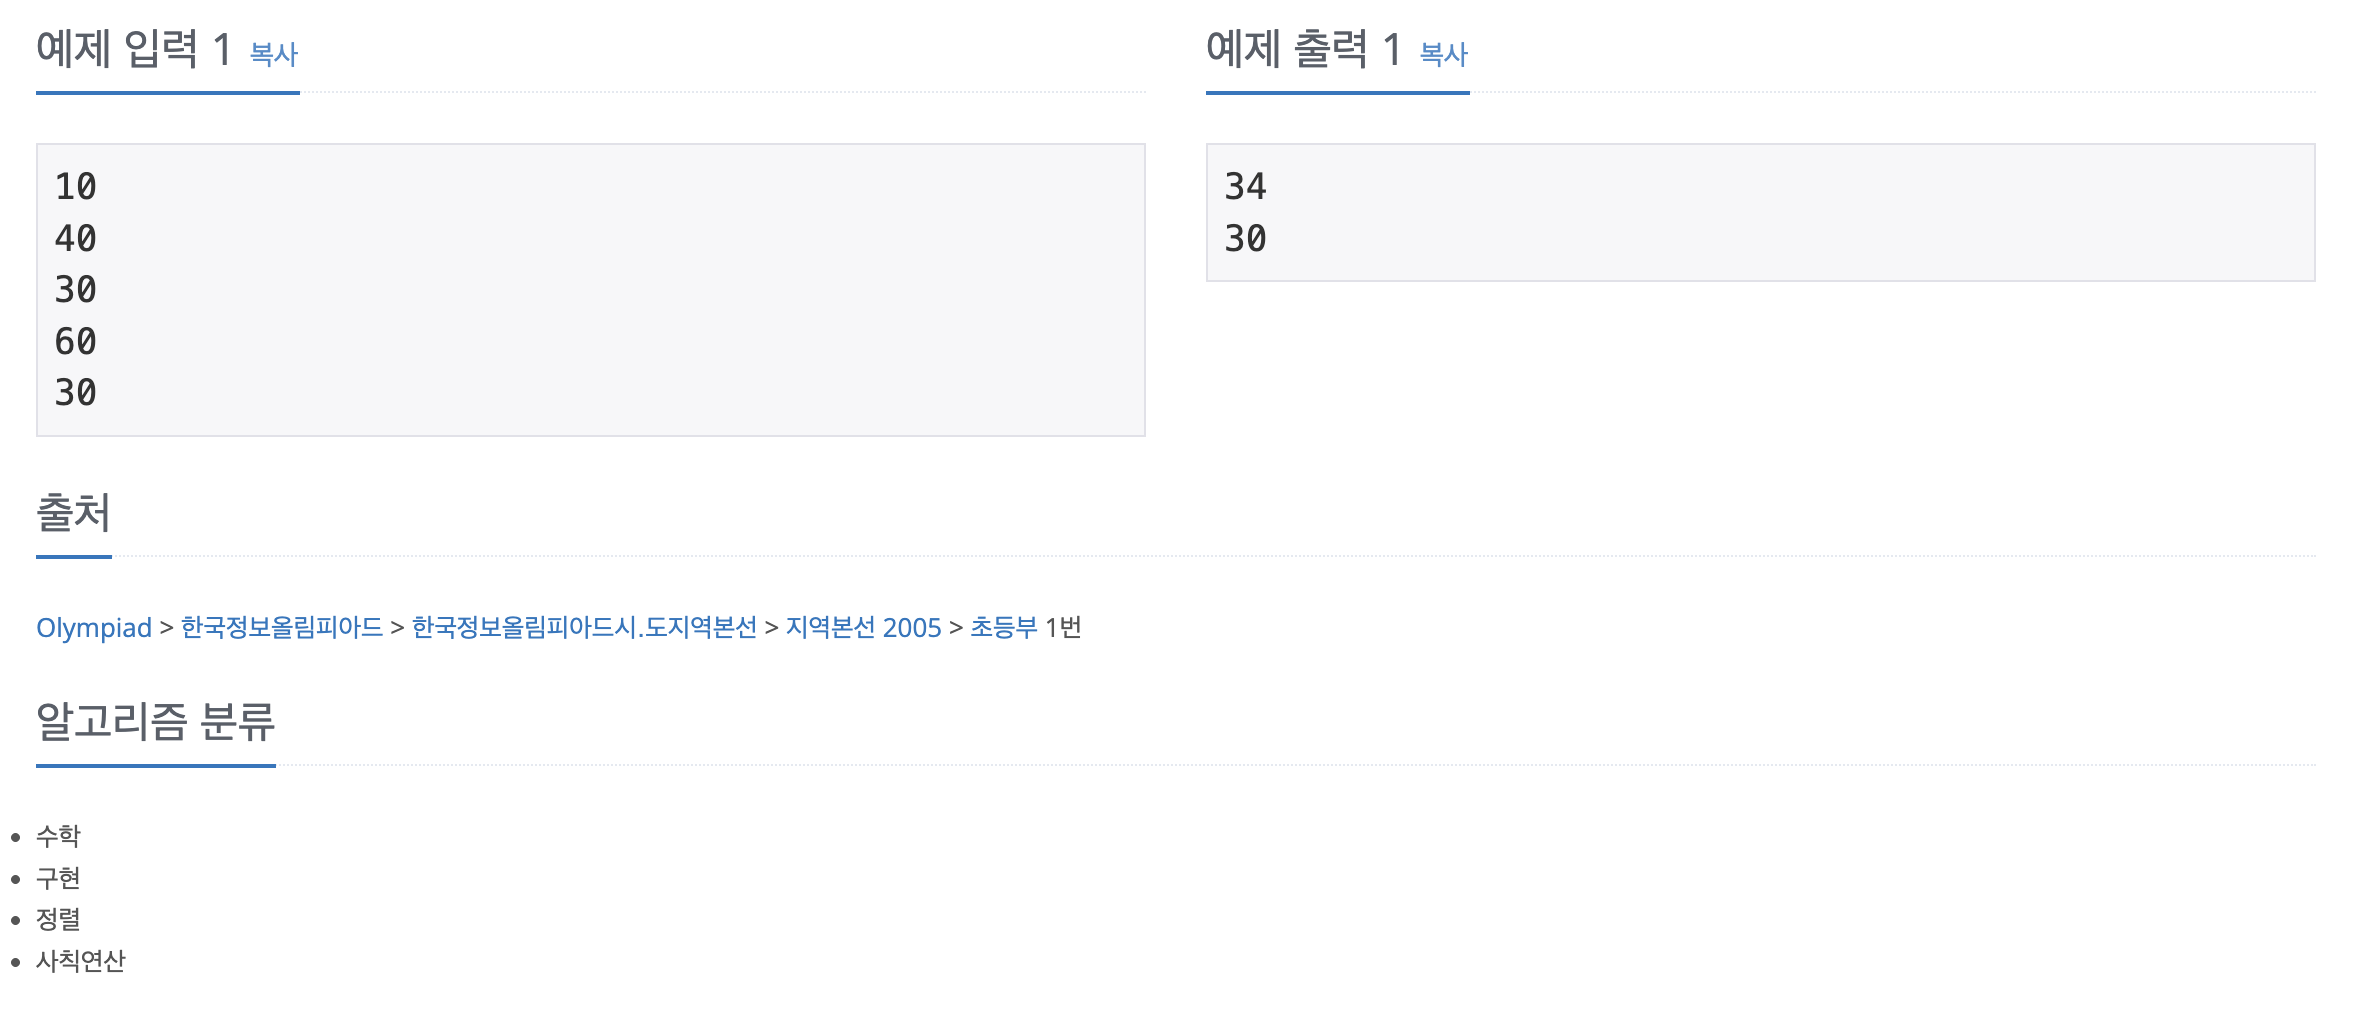 예제 입력 1 복사
10
40
30
60
30
예제 출력 1 복사
34
30
출처
Olympiad > 한국정보올림피아드 > 한국정보올림피아드시.도지역본선 > 지역본선 2005 > 초등부 1번
알고리즘 분류
• 수학
• 구현
• 정렬
• 사칙연산